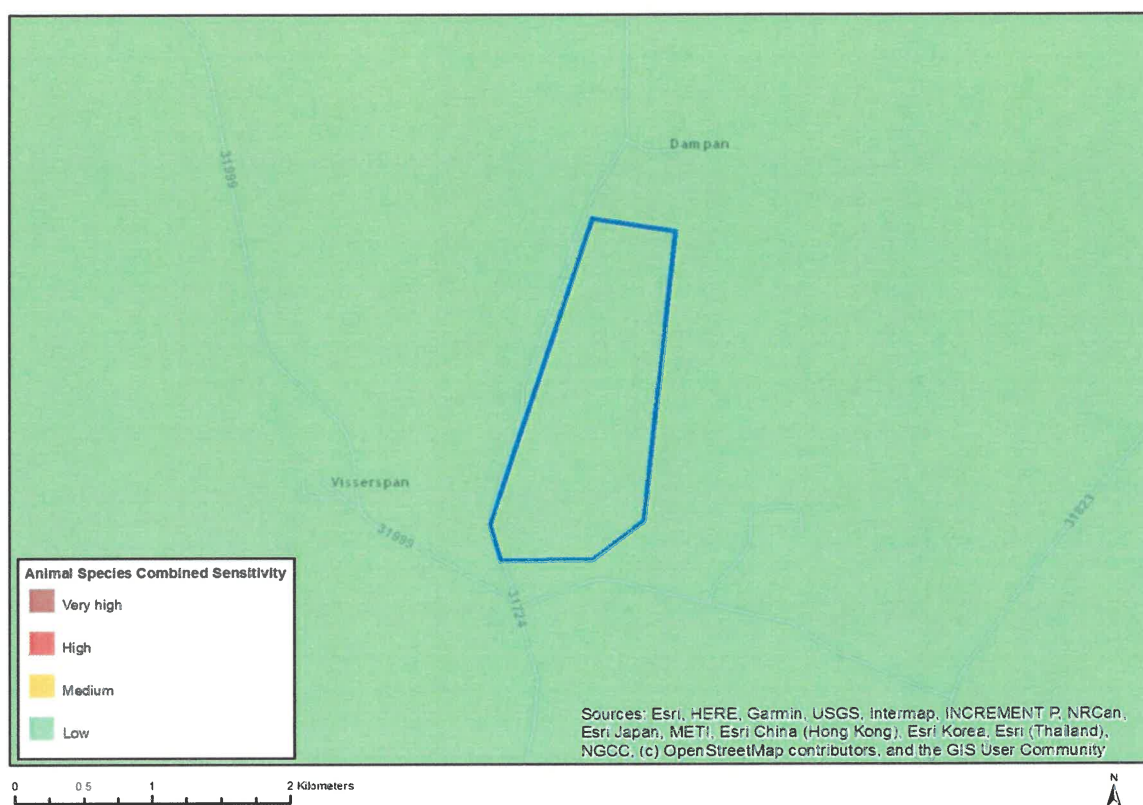 Dampan
31999
Visserspan
31999
31724
31823
Animal Species Combined Sensitivity
Very high
High
Medium
Low
Sources: Esri, HERE, Garmin, USGS, Intermap, INCREMENT P, NRCan,
Esri Japan, METI, Esri China (Hong Kong), Esri Korea, Esri (Thailand),
NGCC, (c) OpenStreetMap contributors, and the GIS User Community
0 0.5 1 2 Kilometers
N